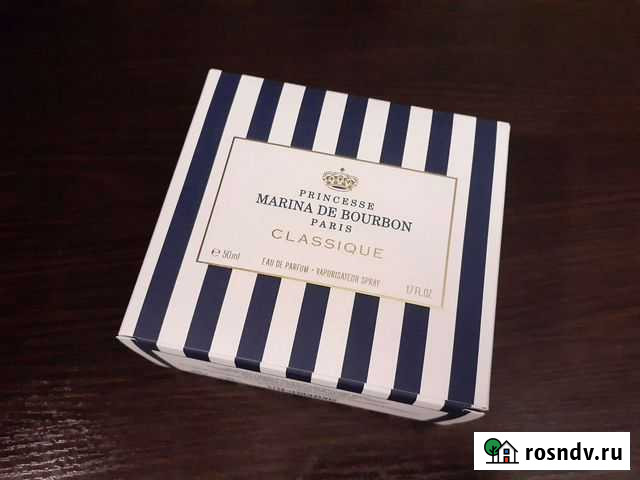 PRINCESSE
MARINA DE BOURBON
PARIS
CLASSIQUE
℮ 50ml
EAU DE PARFUM - VAPORISATEUR SPRAY
1.7 FL.OZ
rosndv.ru